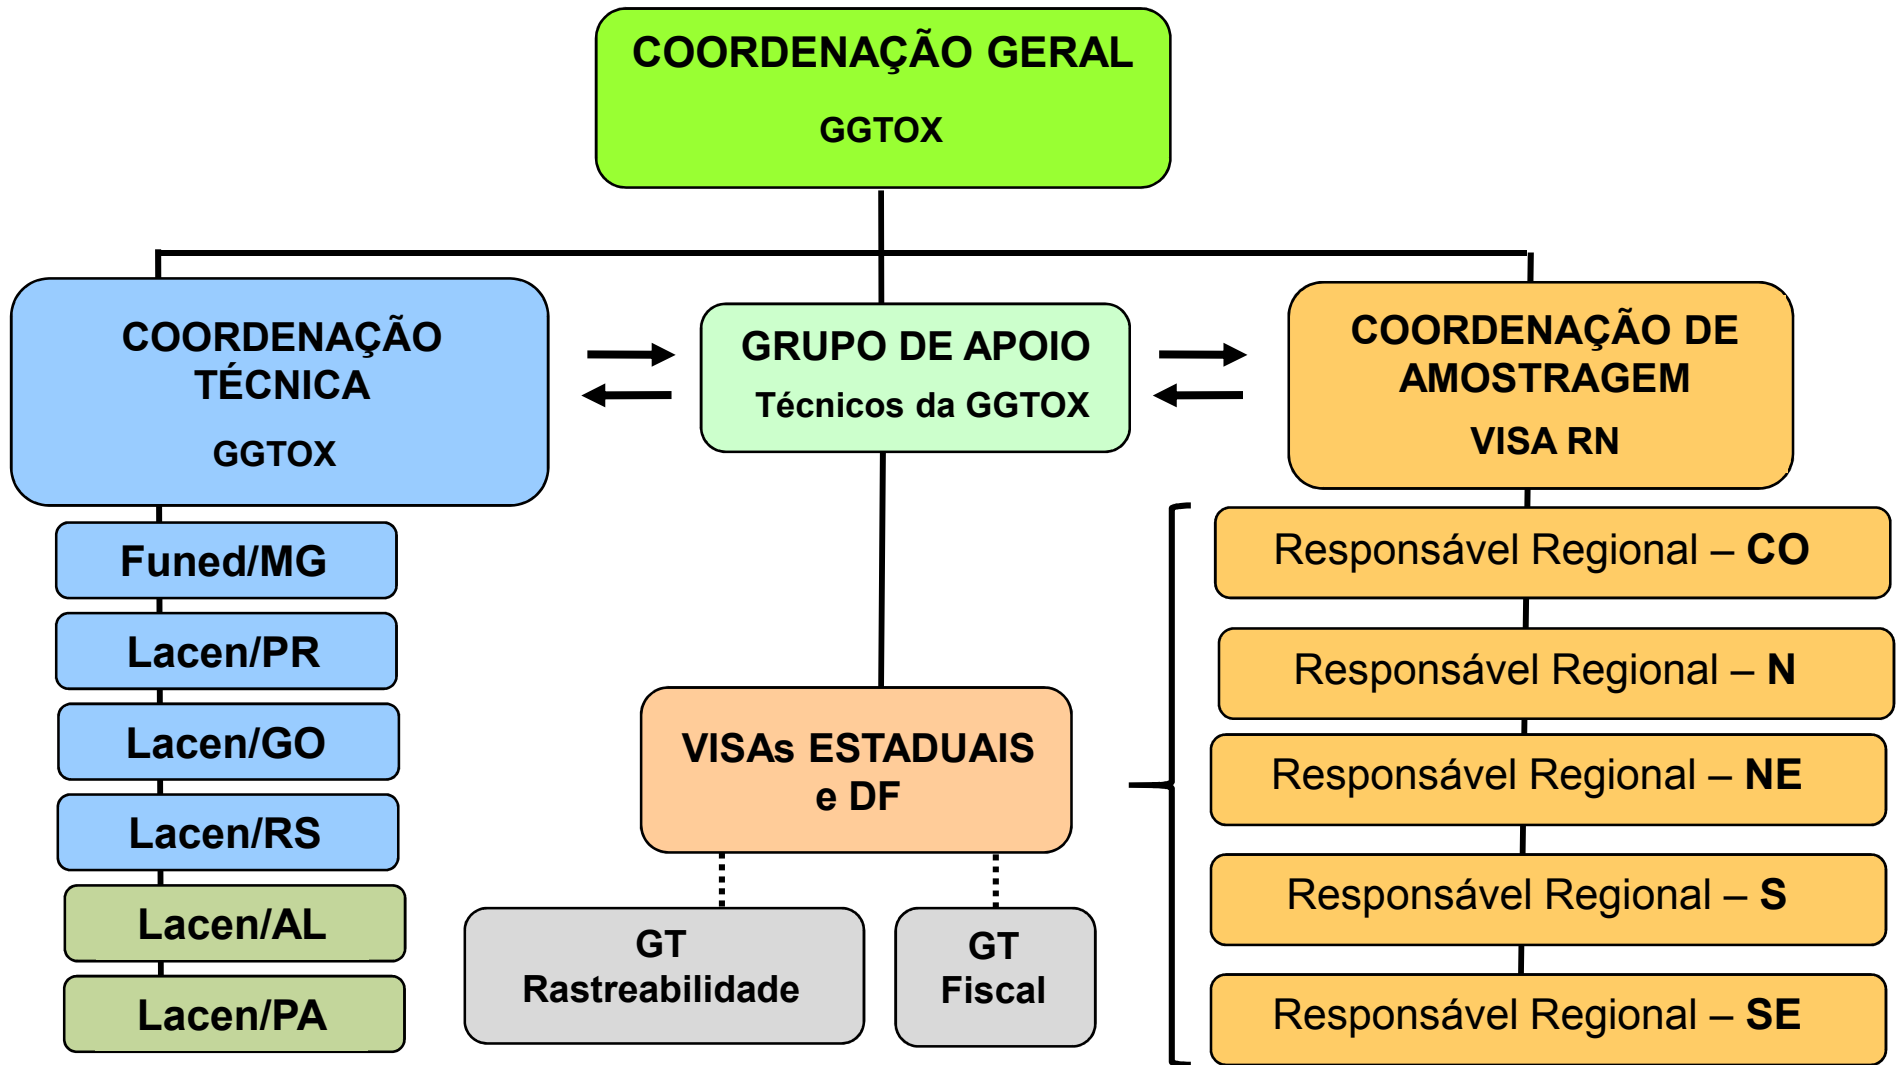 COORDENAÇÃO GERAL
GGTOX
COORDENAÇÃO
TÉCNICA
GGTOX
GRUPO DE APOIO
Técnicos da GGTOX
COORDENAÇÃO DE
AMOSTRAGEM
VISA RN
Funed/MG
Lacen/PR
Lacen/GO
Lacen/RS
Lacen/AL
Lacen/PA
VISAs ESTADUAIS
e DF
GT
Rastreabilidade
GT
Fiscal
Responsável Regional – CO
Responsável Regional – N
Responsável Regional – NE
Responsável Regional – S
Responsável Regional – SE